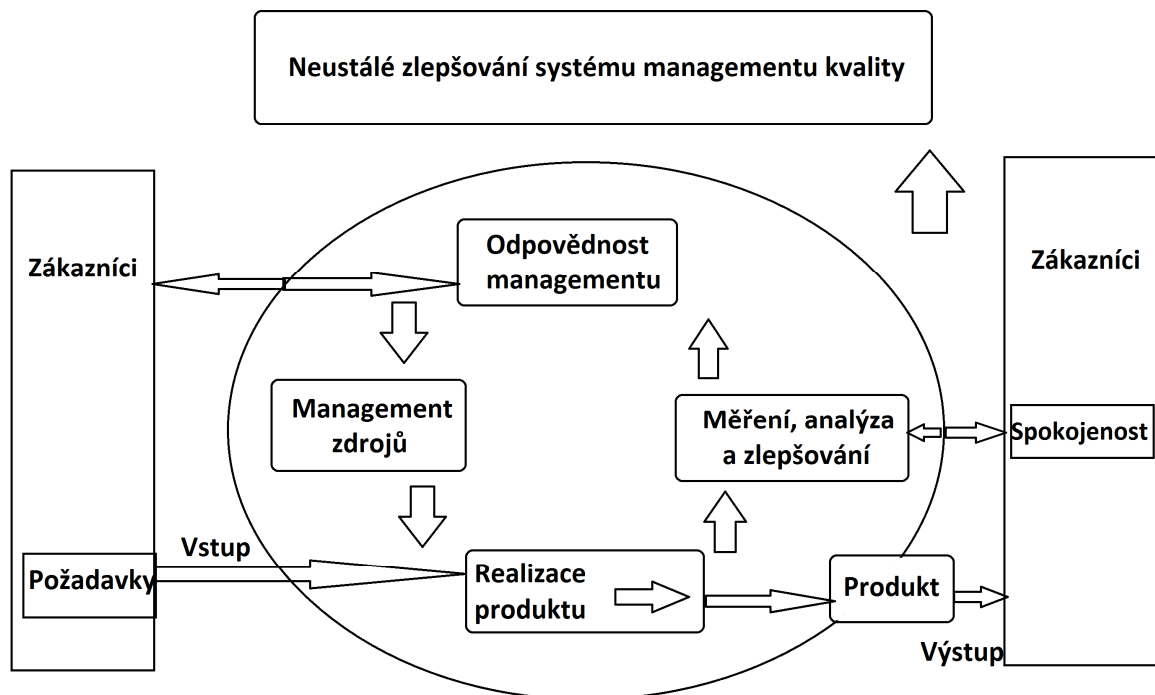 Neustálé zlepšování systému managementu kvality
Zákazníci
Odpovědnost
managementu
Zákazníci
Management
zdrojů
Měření, analýza
a zlepšování
Spokojenost
Vstup
Požadavky
Realizace
produktu
Produkt
Výstup